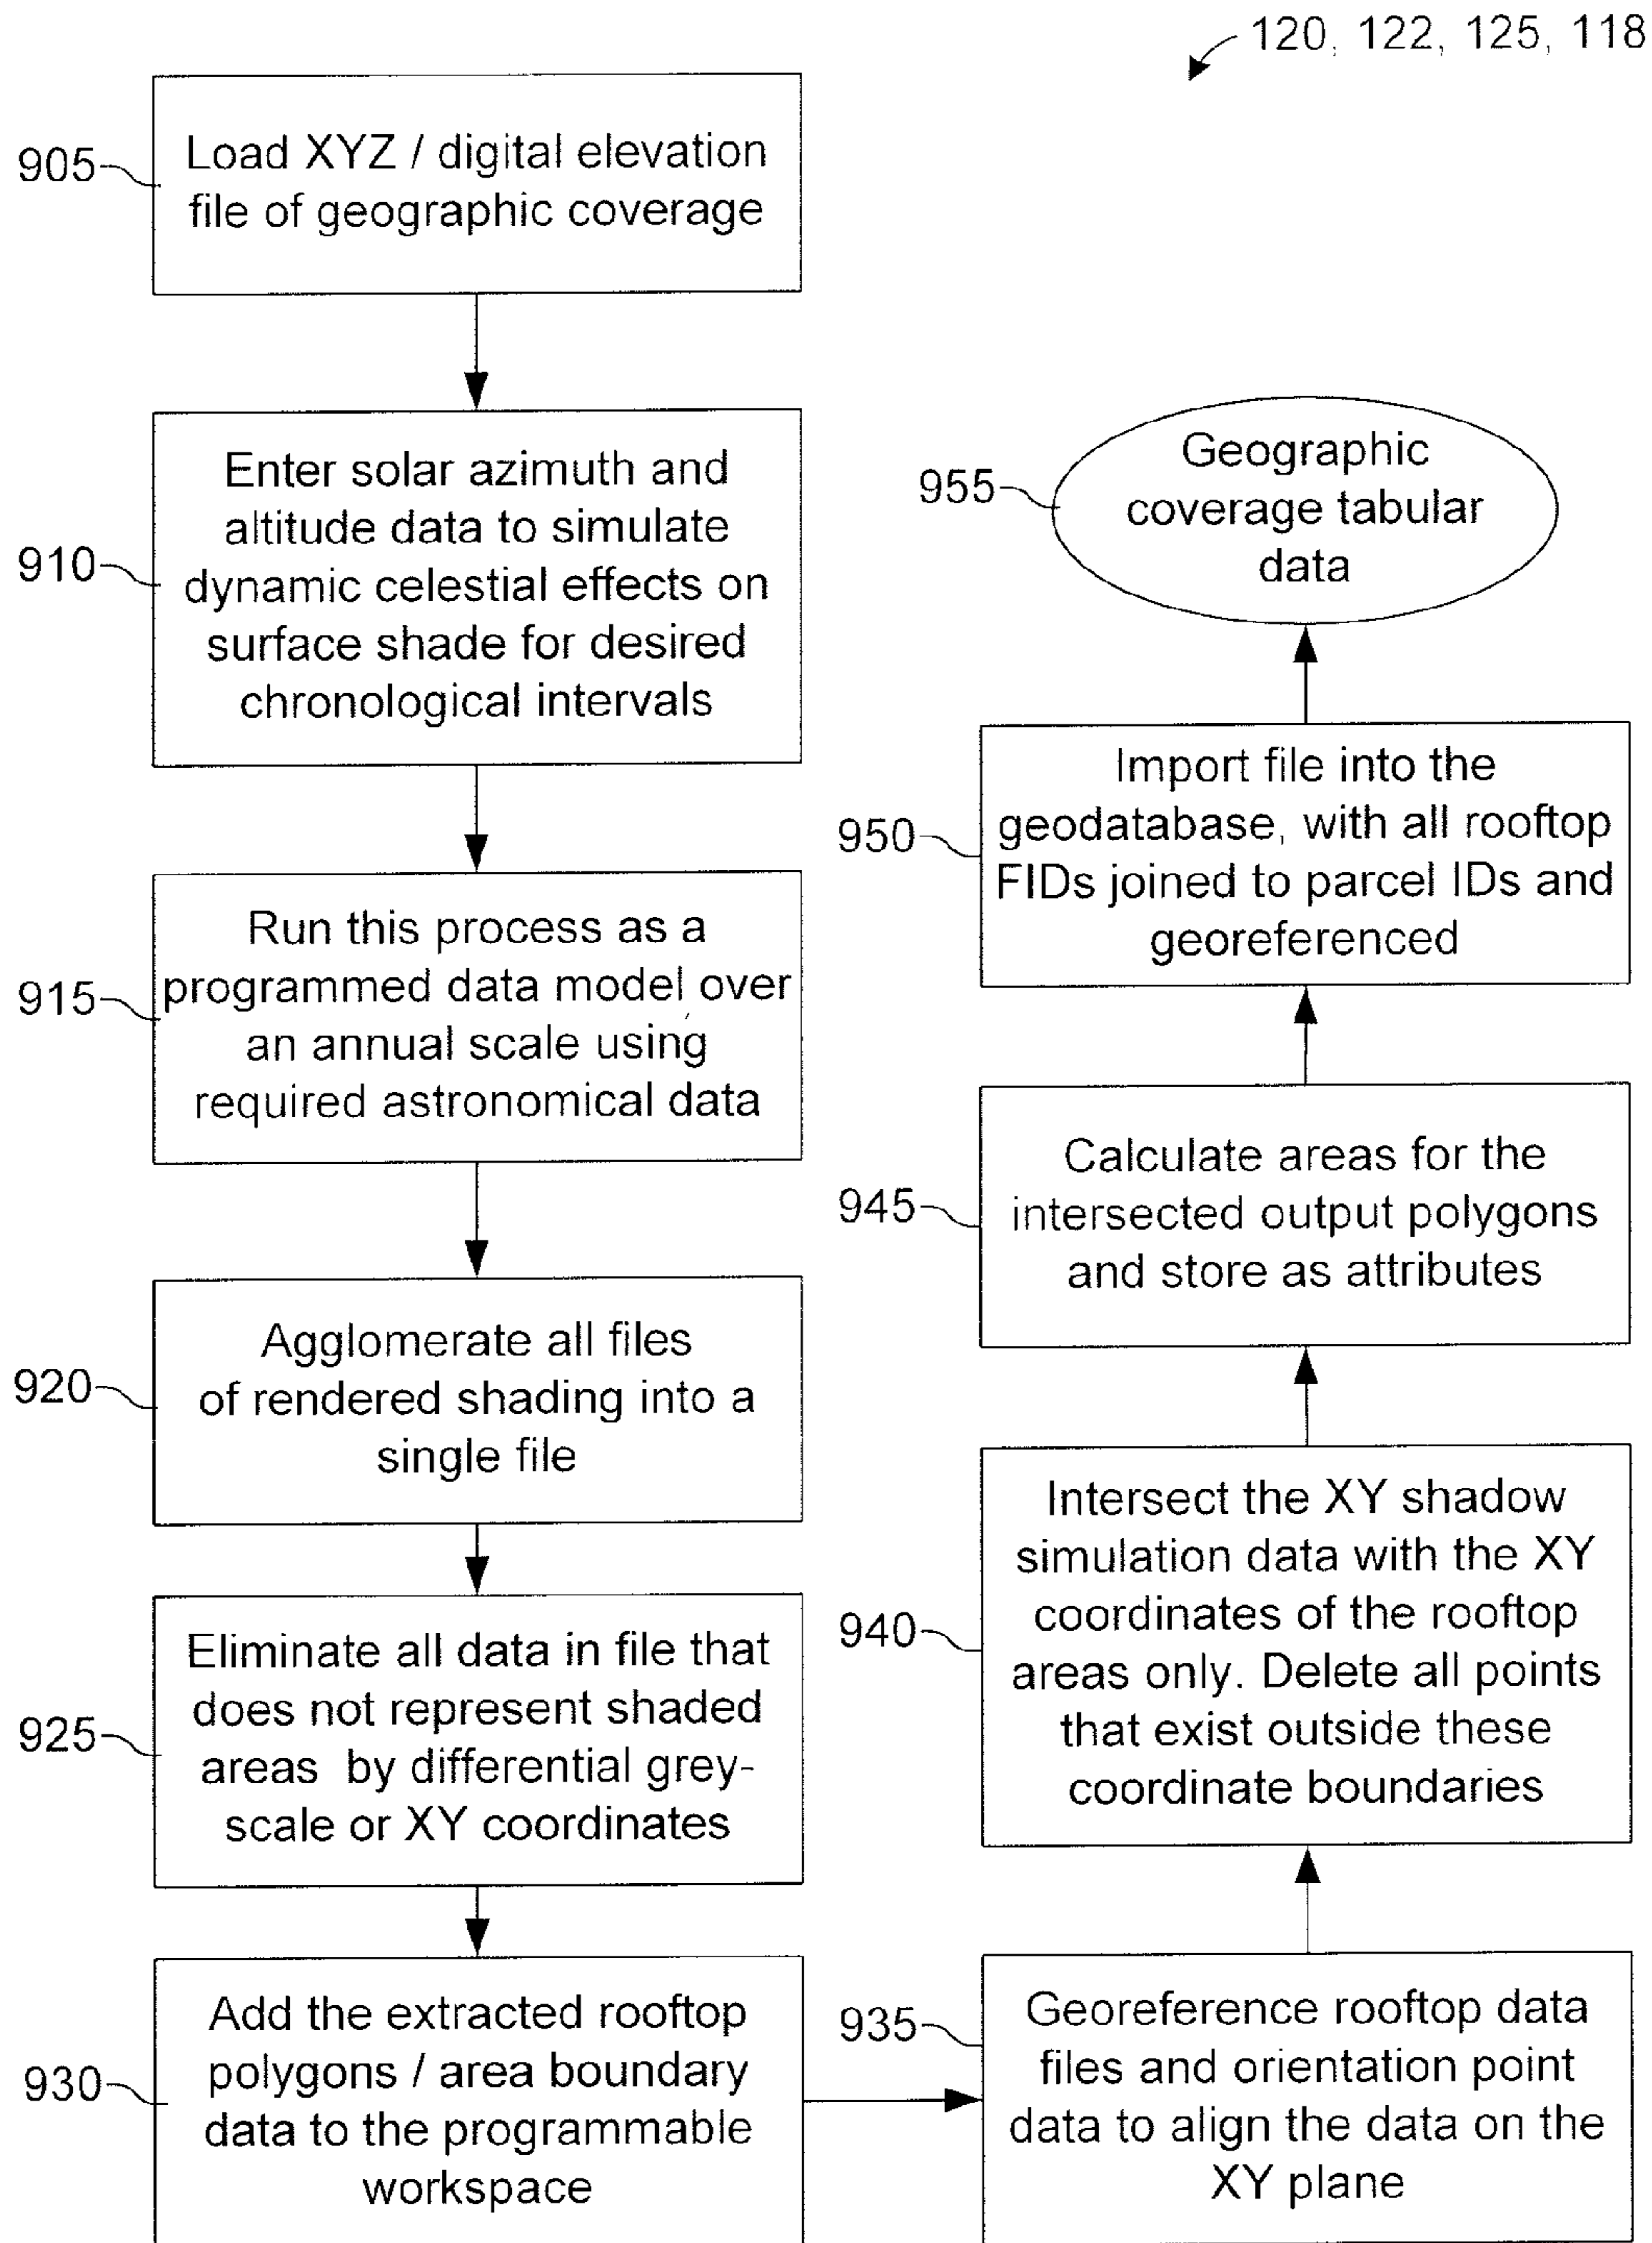 120, 122, 125, 118
905
Load XYZ / digital elevation
file of geographic coverage
910
Enter solar azimuth and
altitude data to simulate
dynamic celestial effects on
surface shade for desired
chronological intervals
915
Run this process as a
programmed data model over
an annual scale using
required astronomical data
920
Agglomerate all files
of rendered shading into a
single file
925
Eliminate all data in file that
does not represent shaded
areas by differential grey-
scale or XY coordinates
930
Add the extracted rooftop
polygons / area boundary
data to the programmable
workspace
935
Georeference rooftop data
files and orientation point
data to align the data on the
XY plane
940
Intersect the XY shadow
simulation data with the XY
coordinates of the rooftop
areas only. Delete all points
that exist outside these
coordinate boundaries
945
Calculate areas for the
intersected output polygons
and store as attributes
950
Import file into the
geodatabase, with all rooftop
FIDs joined to parcel IDs and
georeferenced
955
Geographic
coverage tabular
data